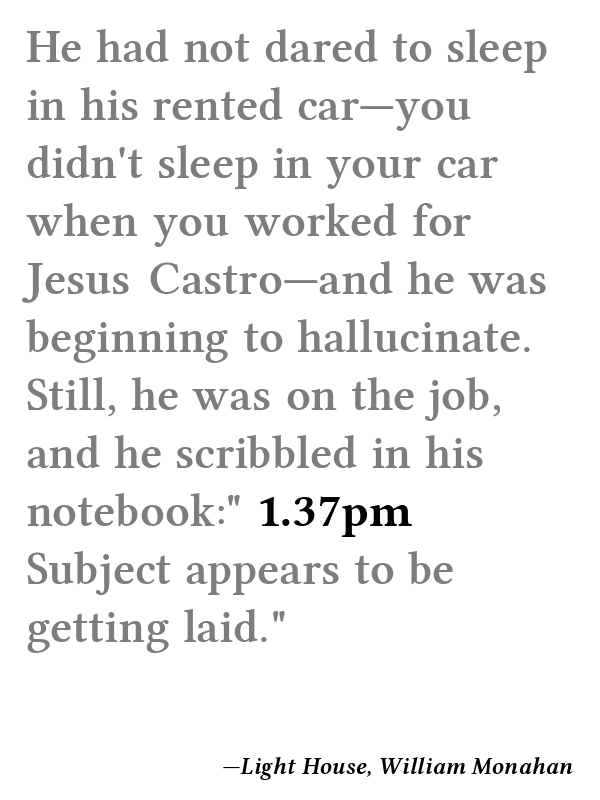 He had not dared to sleep
in his rented car—you
didn't sleep in your car
when you worked for
Jesus Castro—and he was
beginning to hallucinate.
Still, he was on the job,
and he scribbled in his
notebook:" 1.37pm
Subject appears to be
getting laid."
—Light House, William Monahan